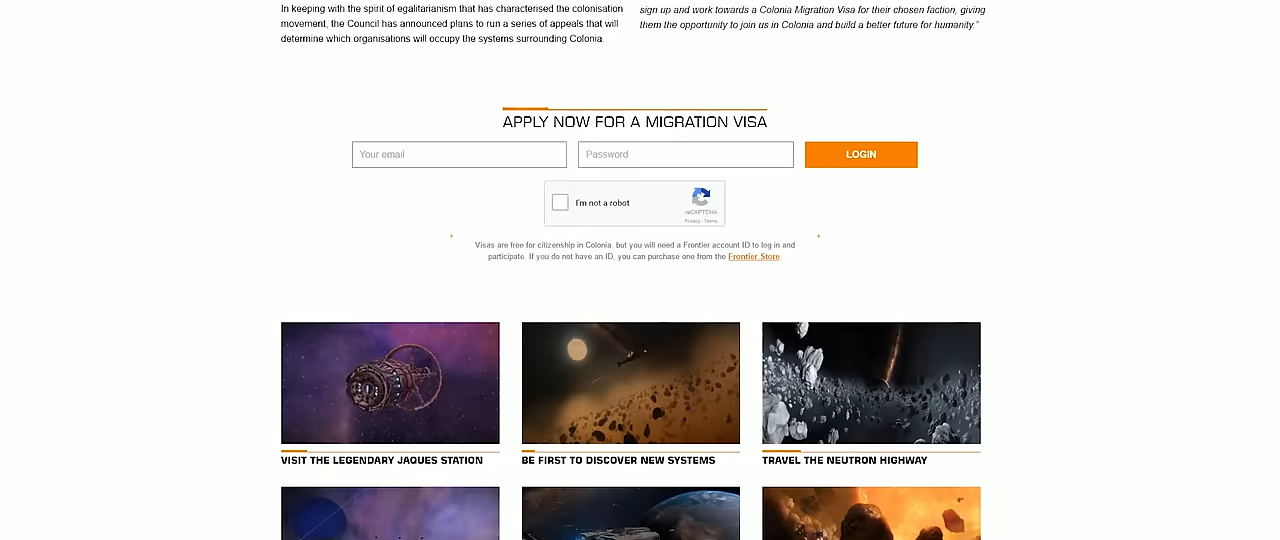 In keeping with the spirit of egalitarianism that has characterised the colonisation
movement, the Council has announced plans to run a series of appeals that will
determine which organisations will occupy the systems surrounding Colonia.
sign up and work towards a Colonia Migration Visa for their chosen faction, giving
them the opportunity to join us in Colonia and build a better future for humanity."
APPLY NOW FOR A MIGRATION VISA
Your email
Password
LOGIN
I'm not a robot
reCAPTCHA
Privacy - Terms
Visas are free for citizenship in Colonia, but you will need a Frontier account ID to log in and
participate. If you do not have an ID, you can purchase one from the Frontier Store.
VISIT THE LEGENDARY JAQUES STATION
BE FIRST TO DISCOVER NEW SYSTEMS
TRAVEL THE NEUTRON HIGHWAY